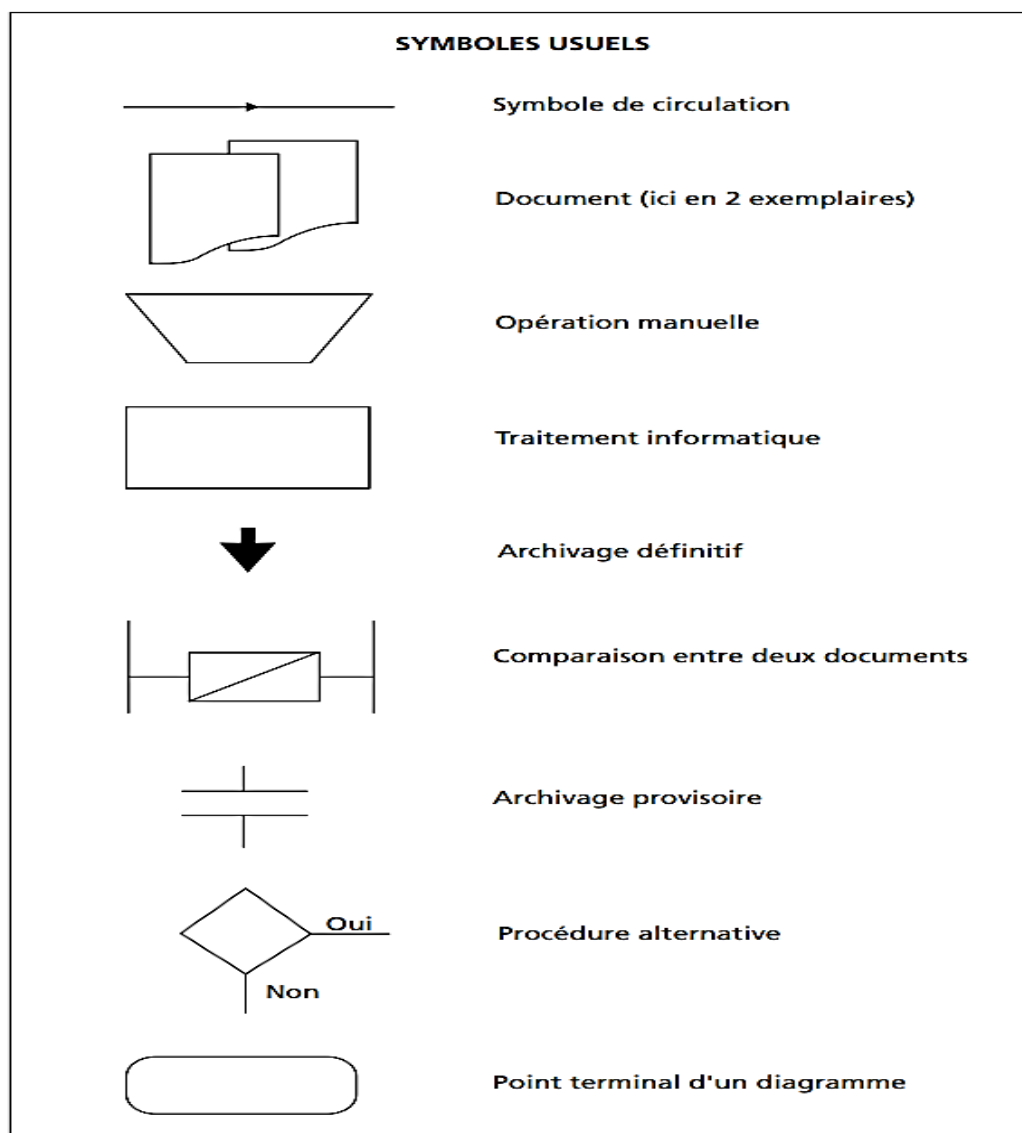 SYMBOLES USUELS
Symbole de circulation
Document (ici en 2 exemplaires)
Opération manuelle
Traitement informatique
Archivage définitif
Comparaison entre deux documents
Archivage provisoire
Oui
Procédure alternative
Non
Point terminal d'un diagramme